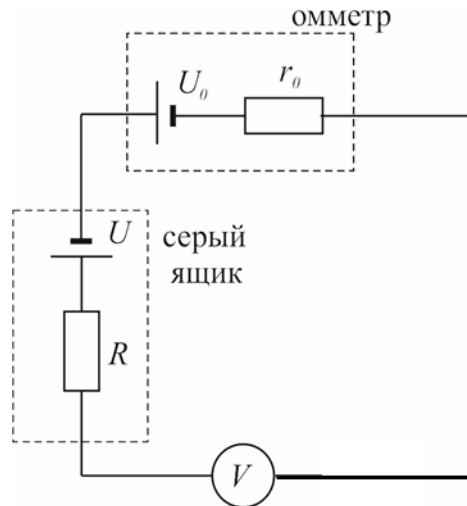 омметр
U₀ r₀
U серый
ящик
R
V